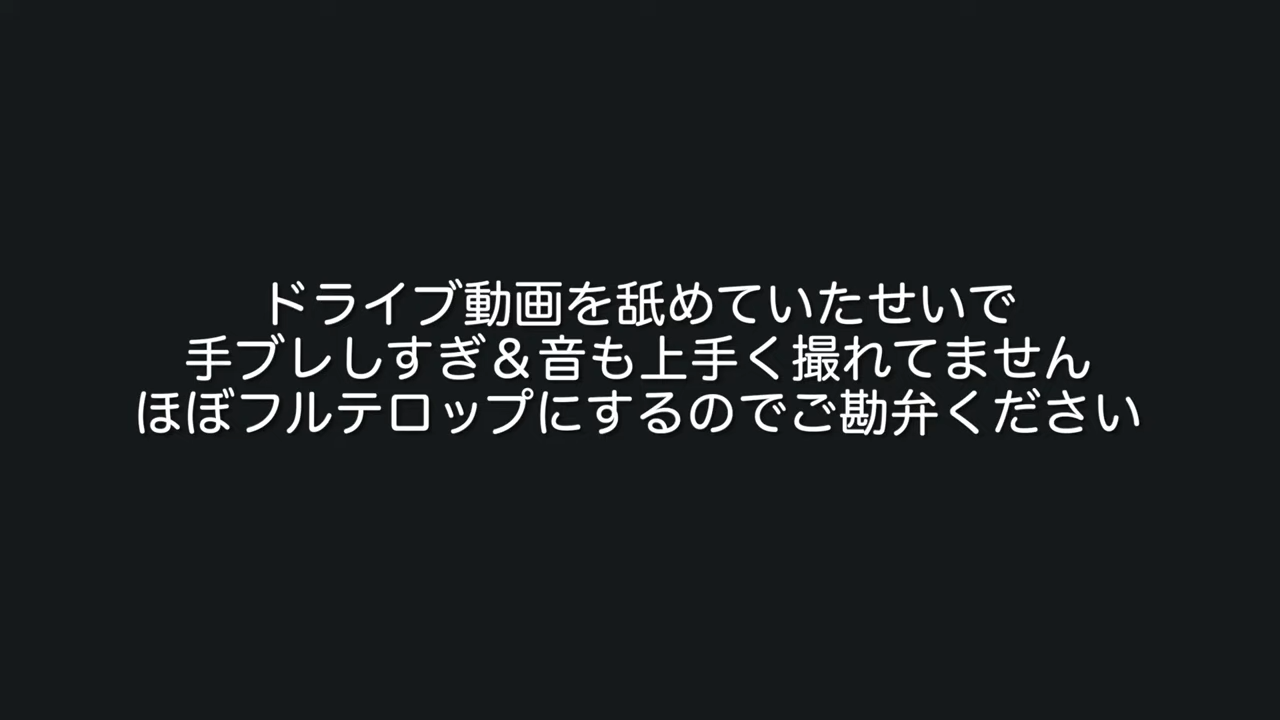 ドライブ動画を舐めていたせいで
手ブレしすぎ＆音も上手く撮れてません
ほぼフルテロップにするのでご勘弁ください